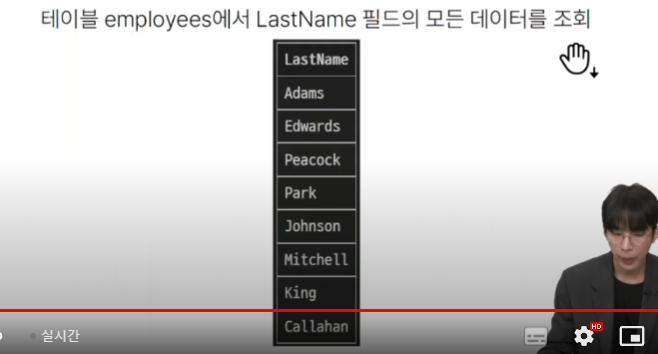 테이블 employees에서 LastName 필드의 모든 데이터를 조회
LastName
Adams
Edwards
Peacock
Park
Johnson
Mitchell
King
Callahan
실시간
HD